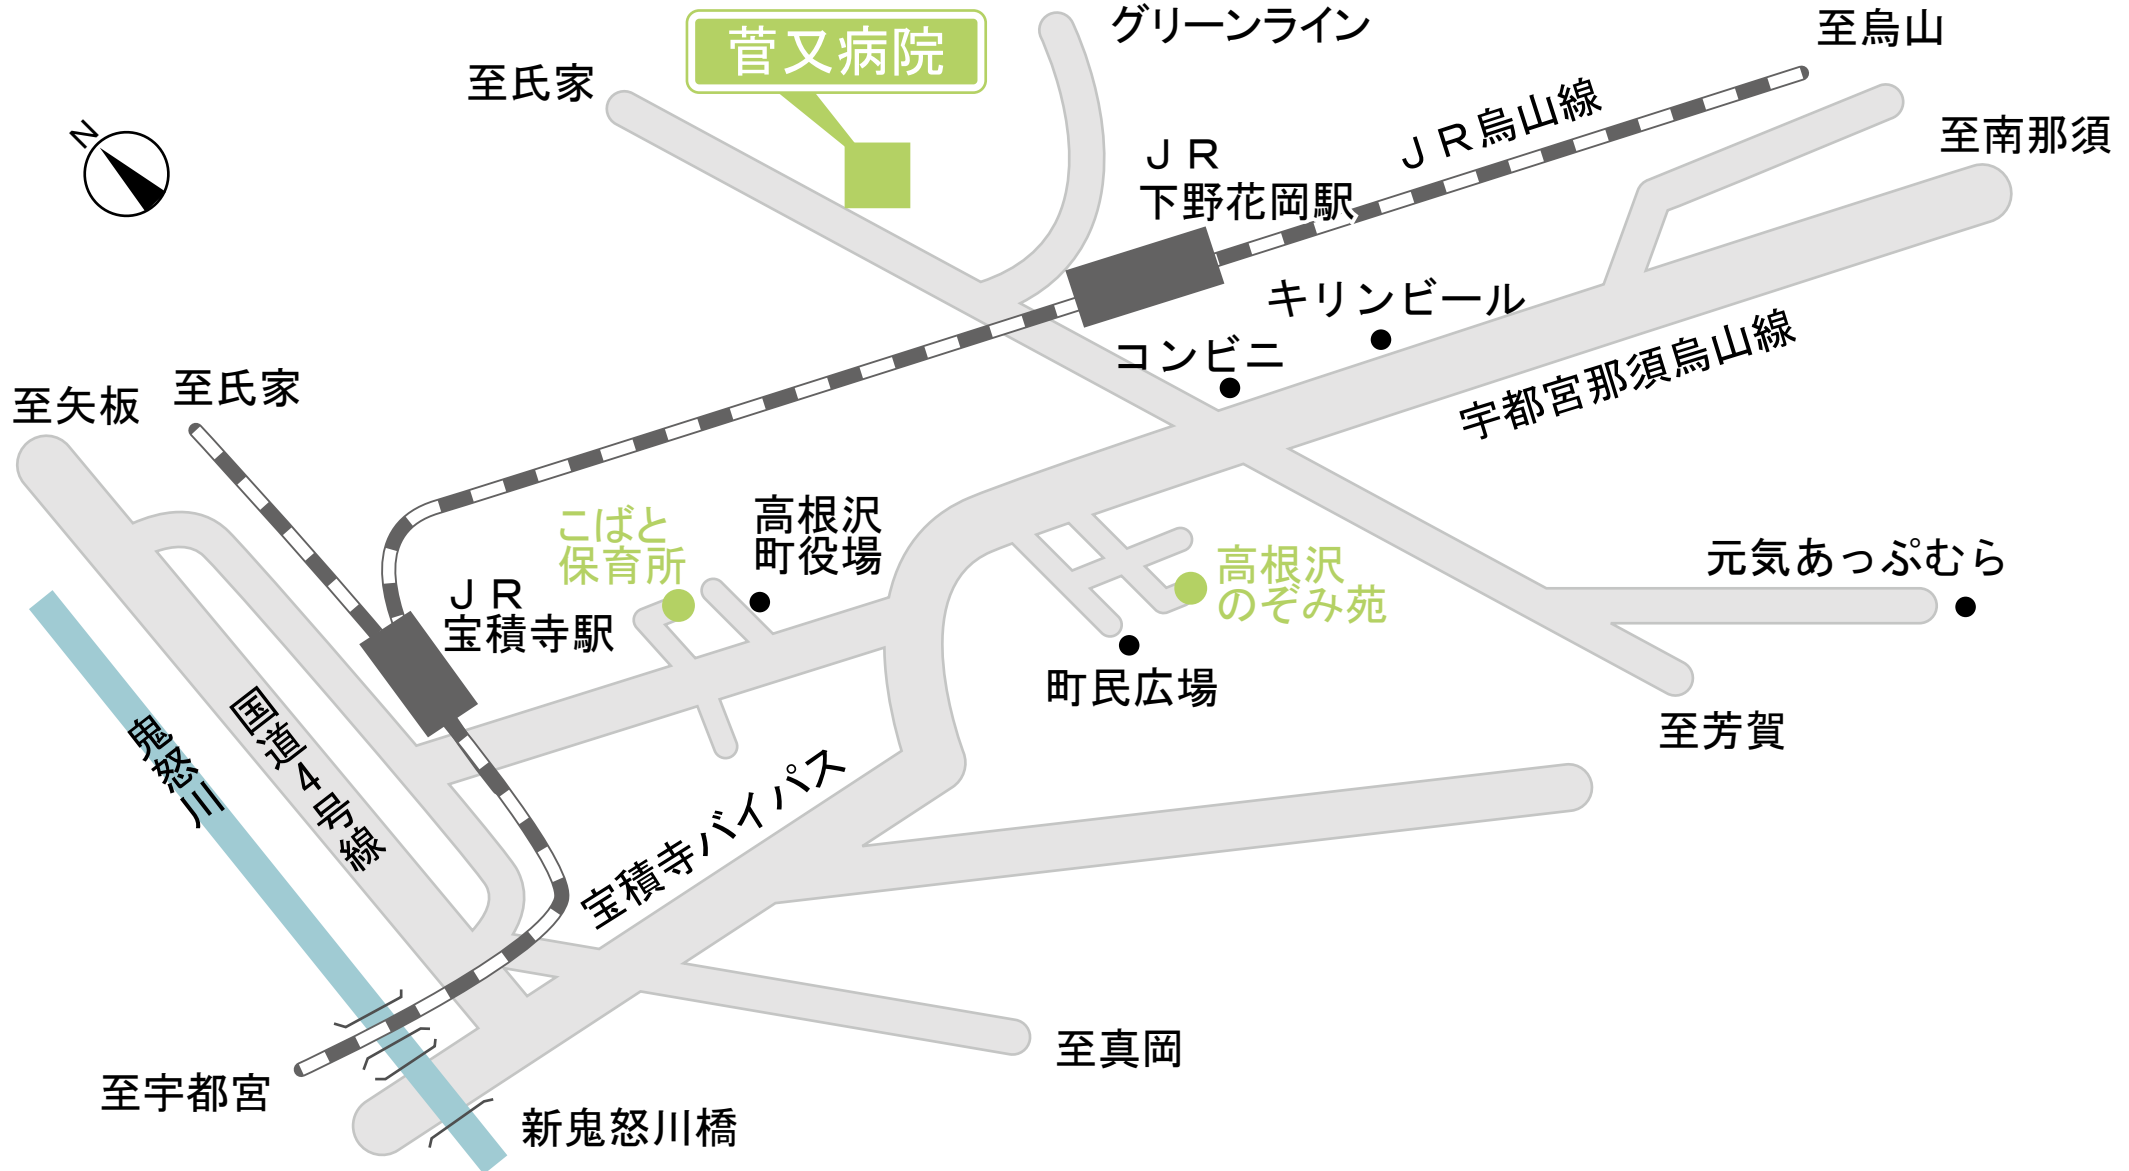 グリーンライン
至烏山
菅又病院
至氏家
N
JR烏山線
至南那須
JR
下野花岡駅
キリンビール
コンビニ
宇都宮那須烏山線
至氏家
至矢板
高根沢
町役場
こばと
保育所
元気あっぷむら
高根沢
のぞみ苑
JR
宝積寺駅
町民広場
至芳賀
国道4号線
鬼怒川
宝積寺バイパス
至真岡
至宇都宮
新鬼怒川橋